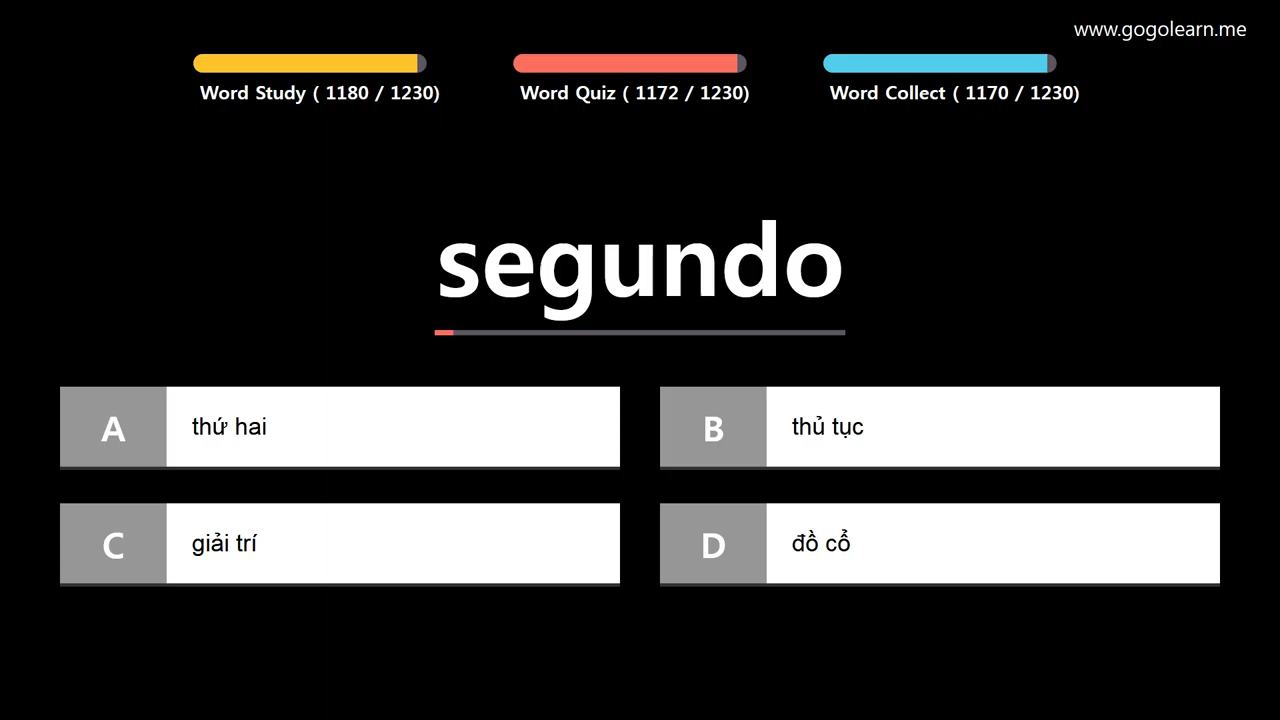 www.gogolearn.me
Word Study ( 1180 / 1230)
Word Quiz ( 1172 / 1230)
Word Collect ( 1170 / 1230)
segundo
A thứ hai
B thủ tục
C giải trí
D đồ cổ